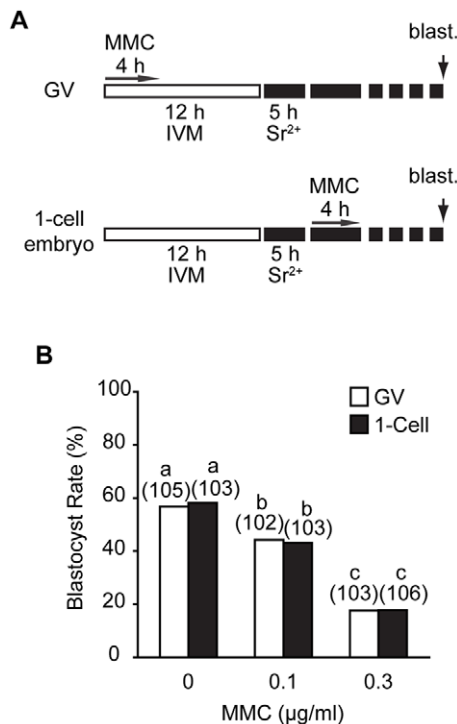 A
MMC
4 h
blast.
GV
12 h
IVM
5 h
Sr2+
MMC
4 h
blast.
1-cell
embryo
12 h
IVM
5 h
Sr2+
B
Blastocyst Rate (%)
100
80
60
40
20
0
GV
1-Cell
a a
(105) (103)
b b
(102) (103)
c c
(103) (106)
0 0.1 0.3
MMC (µg/ml)